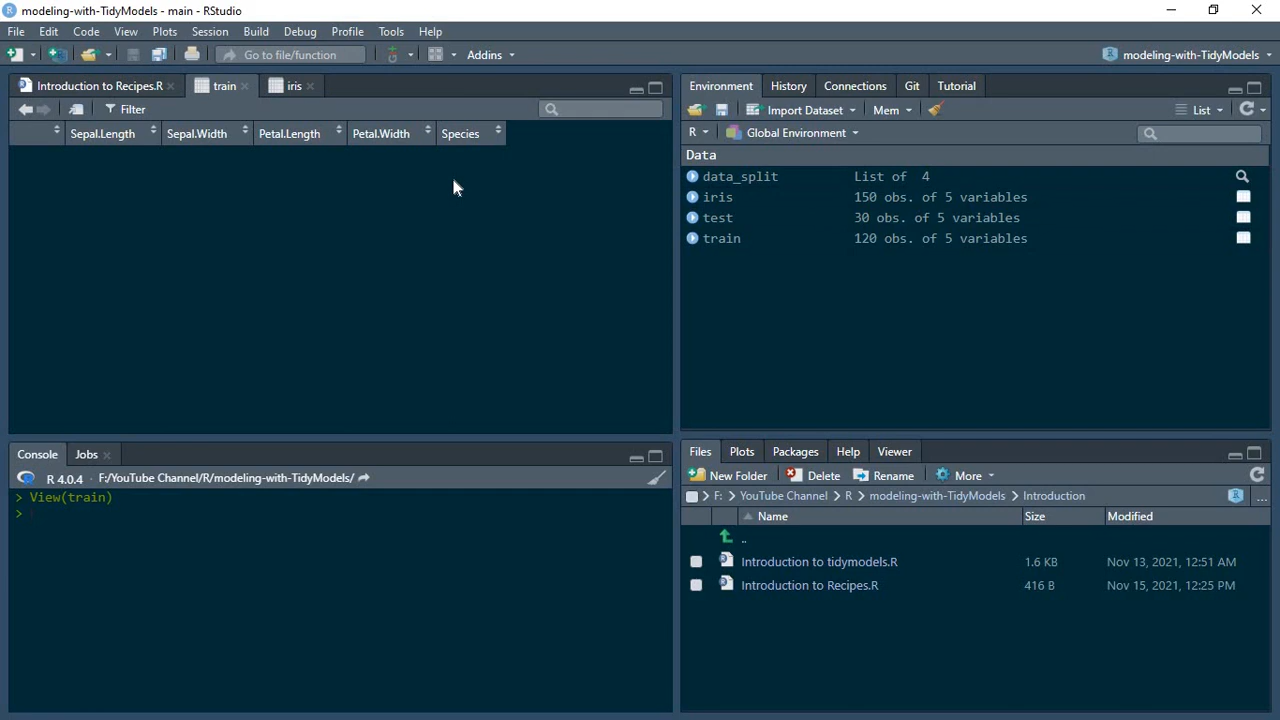 modeling-with-TidyModels - main - RStudio
File Edit Code View Plots Session Build Debug Profile Tools Help
Go to file/function Addins modeling-with-TidyModels
Introduction to Recipes.R train iris
Filter
Sepal.Length Sepal.Width Petal.Length Petal.Width Species
Environment History Connections Git Tutorial
Import Dataset Mem List
R Global Environment
Data
data_split List of 4
iris 150 obs. of 5 variables
test 30 obs. of 5 variables
train 120 obs. of 5 variables
Console Jobs
R 4.0.4 F:/YouTube Channel/R/modeling-with-TidyModels/
> View(train)
>
Files Plots Packages Help Viewer
New Folder Delete Rename More
F: > YouTube Channel > R > modeling-with-TidyModels > Introduction ...
Name Size Modified
..
Introduction to tidymodels.R 1.6 KB Nov 13, 2021, 12:51 AM
Introduction to Recipes.R 416 B Nov 15, 2021, 12:25 PM